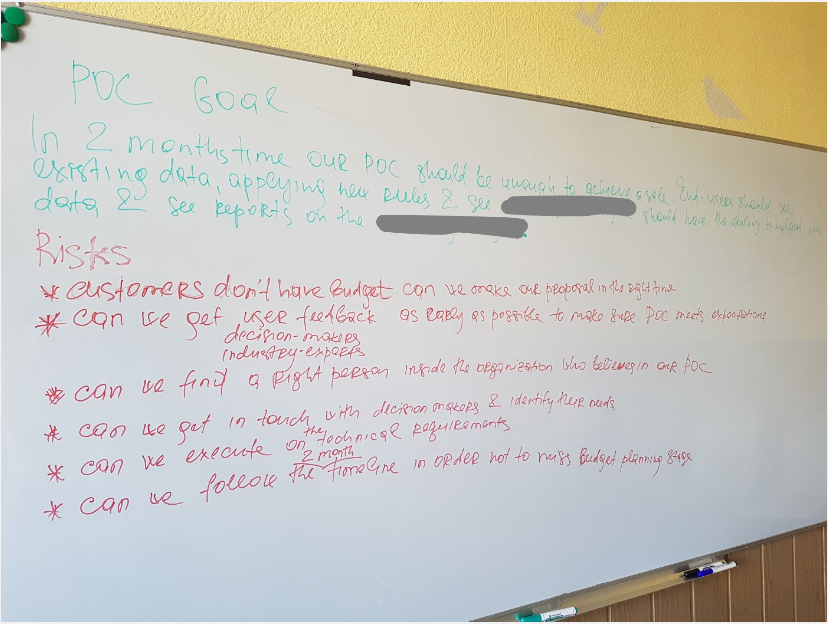 POC Goal
In 2 months time our POC should be enough to achieve a sale. End-users should see
existing data, applying new rules & see should have the ability to upload
data & see reports on the
Risks
* customers don't have Budget can we make our proposal in the right time
* can we get user feedback as early as possible to make sure POC meets expectations
decision-makers
industry-experts
* can we find a right person inside the organization who believes in our POC
* can we get in touch with decision makers & identify their needs
* can we execute on the technical requirements
* can we follow the 2 month timeline in order not to miss Budget planning stage